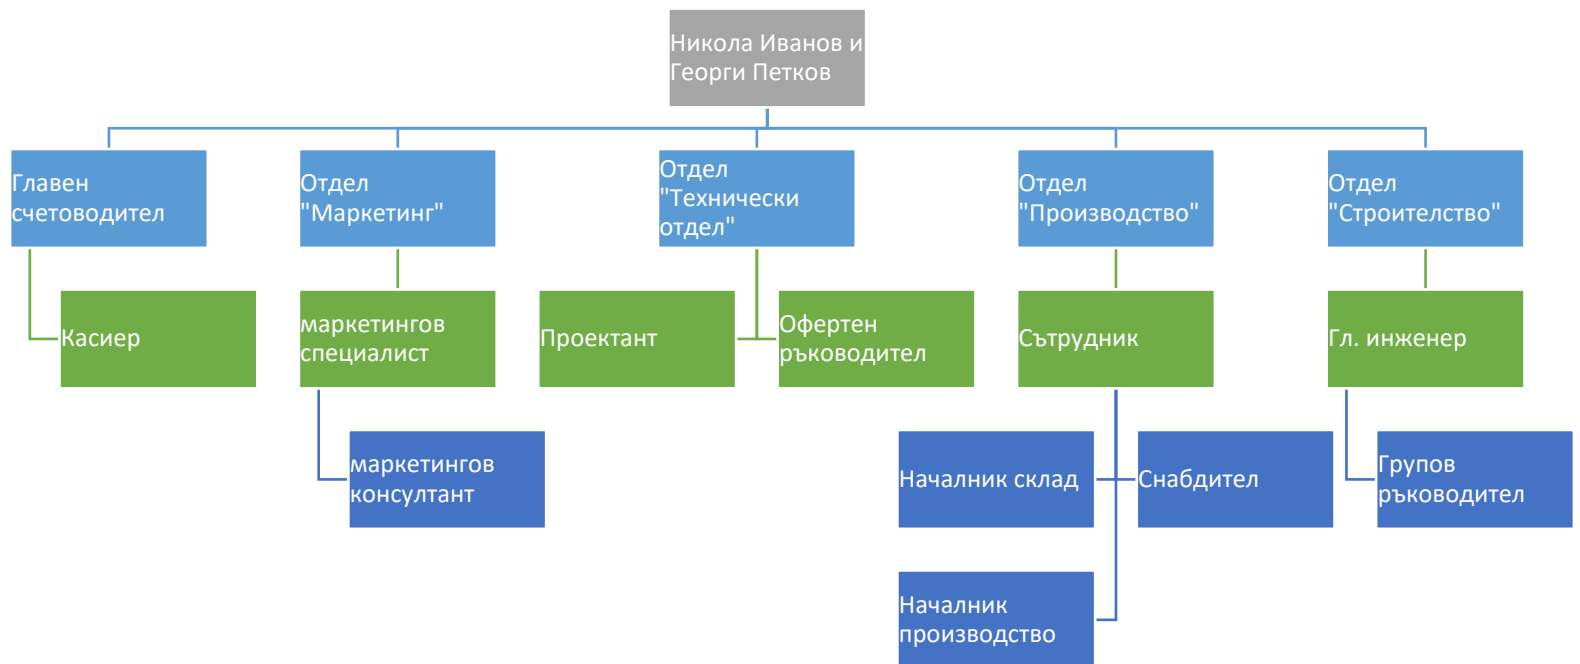 Никола Иванов и
Георги Петков
Главен
счетоводител
Отдел
"Маркетинг"
Отдел
"Технически
отдел"
Отдел
"Производство"
Отдел
"Строителство"
Касиер
маркетингов
специалист
Проектант
Офертен
ръководител
Сътрудник
Гл. инженер
маркетингов
консултант
Началник склад
Снабдител
Групов
ръководител
Началник
производство